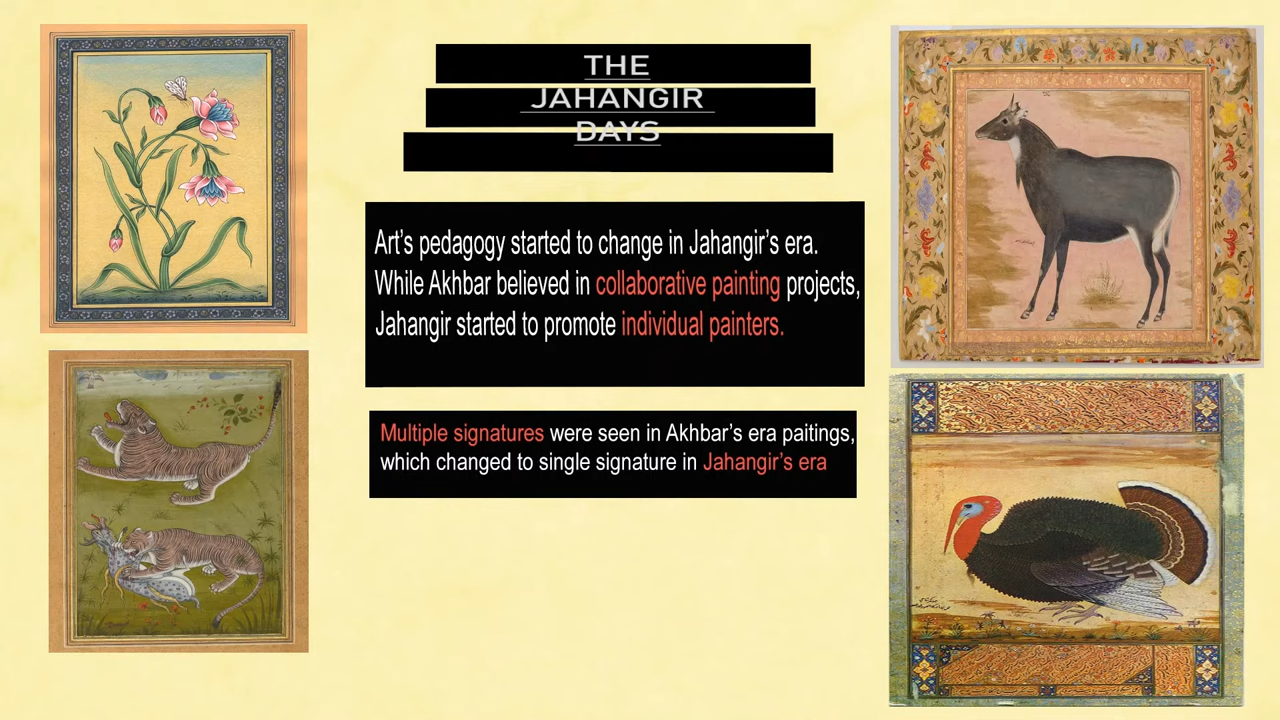 THE
JAHANGIR
DAYS
Art's pedagogy started to change in Jahangir's era.
While Akhbar believed in collaborative painting projects,
Jahangir started to promote individual painters.
Multiple signatures were seen in Akhbar's era paitings,
which changed to single signature in Jahangir's era